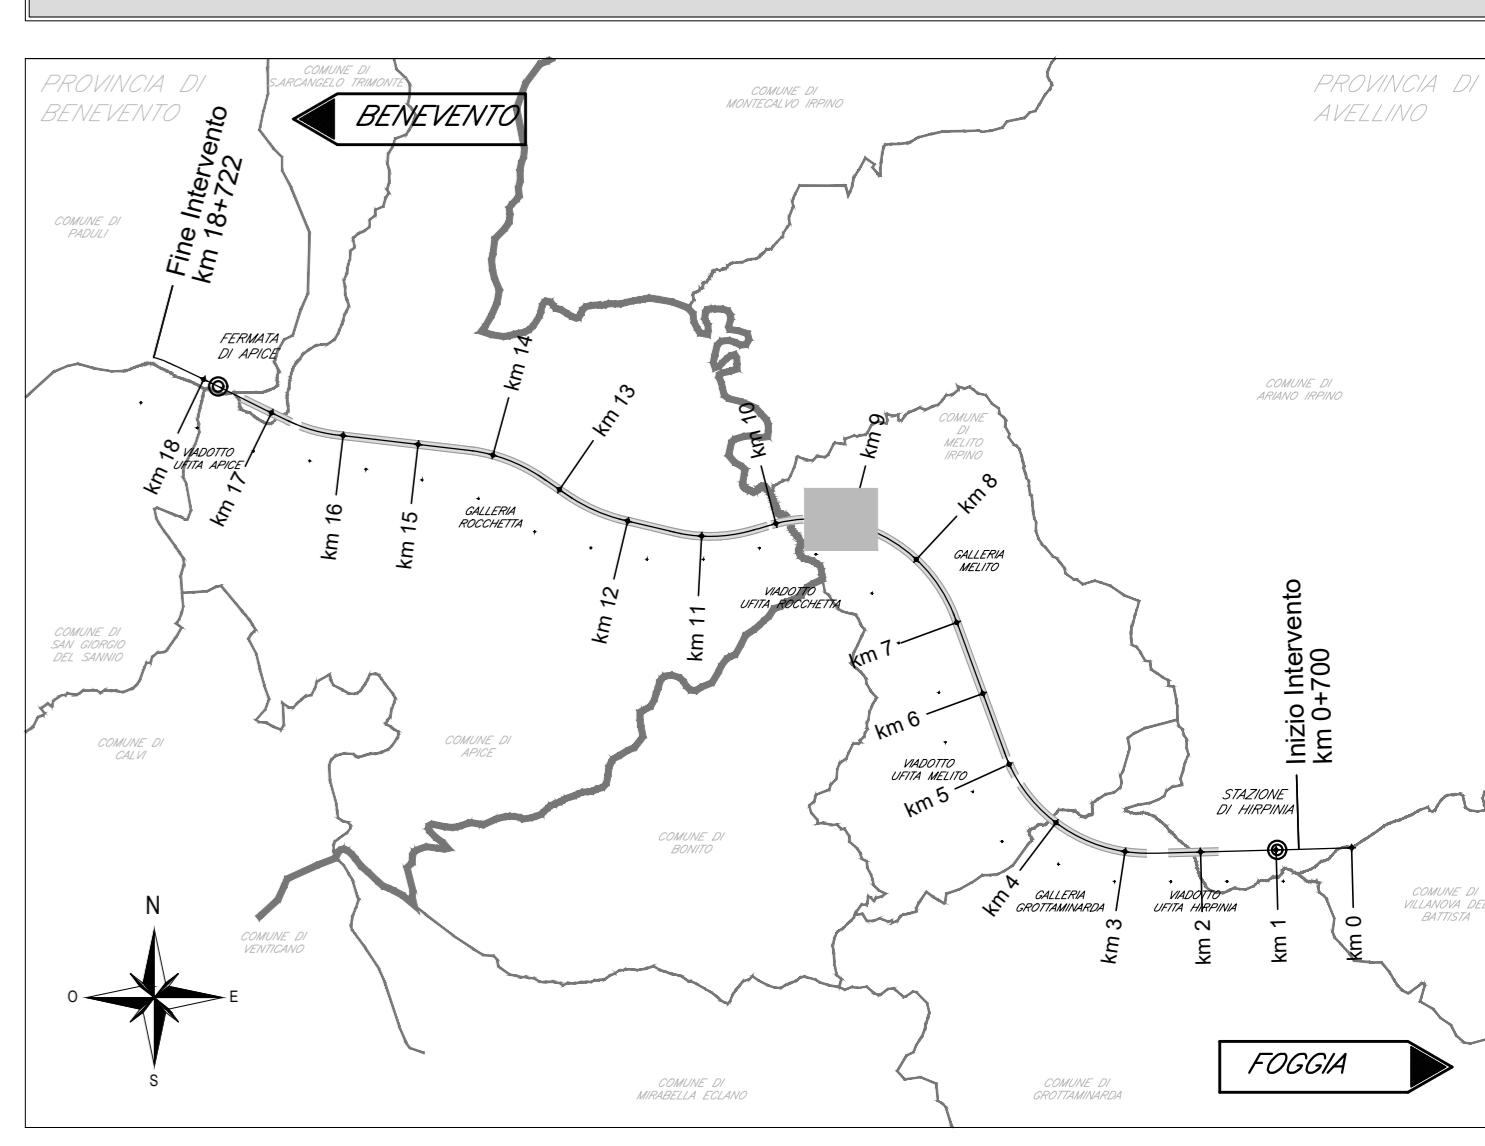 PROVINCIA DI
BENEVENTO
COMUNE DI
S.ARCANGELO TRIMONTE
BENEVENTO
COMUNE DI
MONTECALVO IRPINO
PROVINCIA DI
AVELLINO
Fine Intervento
km 18+722
COMUNE DI
PADULI
FERMATA
DI APICE
km 14
km 13
km 10
km 9
COMUNE DI
ARIANO IRPINO
COMUNE
DI
MELITO
IRPINO
km 18
VIADOTTO
UFITA APICE
km 17
km 16
km 15
GALLERIA
ROCCHETTA
km 8
GALLERIA
MELITO
km 12
km 11
VIADOTTO
UFITA ROCCHETTA
km 7
COMUNE DI
SAN GIORGIO
DEL SANNIO
km 6
Inizio Intervento
km 0+700
COMUNE DI
CALVI
COMUNE DI
APICE
VIADOTTO
UFITA MELITO
km 5
STAZIONE
DI HIRPINIA
COMUNE DI
BONITO
km 4
GALLERIA
GROTTAMINARDA
km 3
VIADOTTO
UFITA HIRPINIA
km 2
km 1
km 0
COMUNE DI
VILLANOVA DEL
BATTISTA
COMUNE DI
VENTICANO
N
O
E
S
FOGGIA
COMUNE DI
MIRABELLA ECLANO
COMUNE DI
GROTTAMINARDA